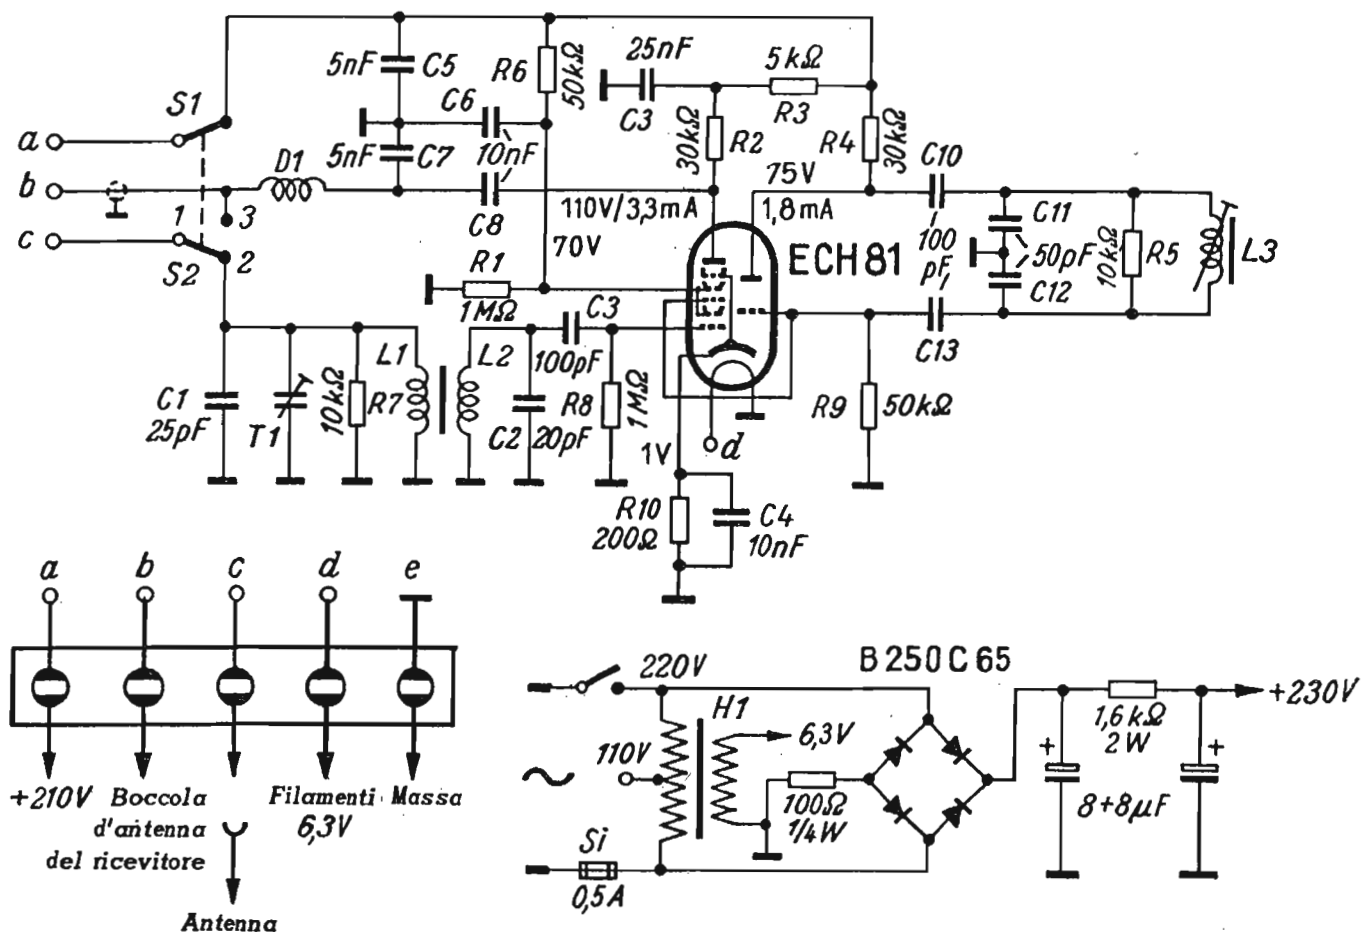 S1
a
b
c
1
3
2
S2
D1
5nF
C5
C6
5nF
C7
10nF
C8
R6
50kΩ
25nF
C3
5kΩ
R3
30kΩ
R2
R4
30kΩ
75V
110V/3,3mA
1,8mA
70V
ECH81
C10
100
pF
C13
C11
50pF
C12
10kΩ
R5
L3
R1
1MΩ
C3
100pF
L1
L2
C1
25pF
T1
10kΩ
R7
C2
20pF
R8
1MΩ
1V
d
R9
50kΩ
R10
200Ω
C4
10nF
a b c d e
+210V Boccola Filamenti Massa
d'antenna 6,3V
del ricevitore
Antenna
220V
110V
H1
6,3V
B250C65
100Ω
1/4W
Si
0,5A
1,6kΩ
2W
+230V
+
+
8+8µF